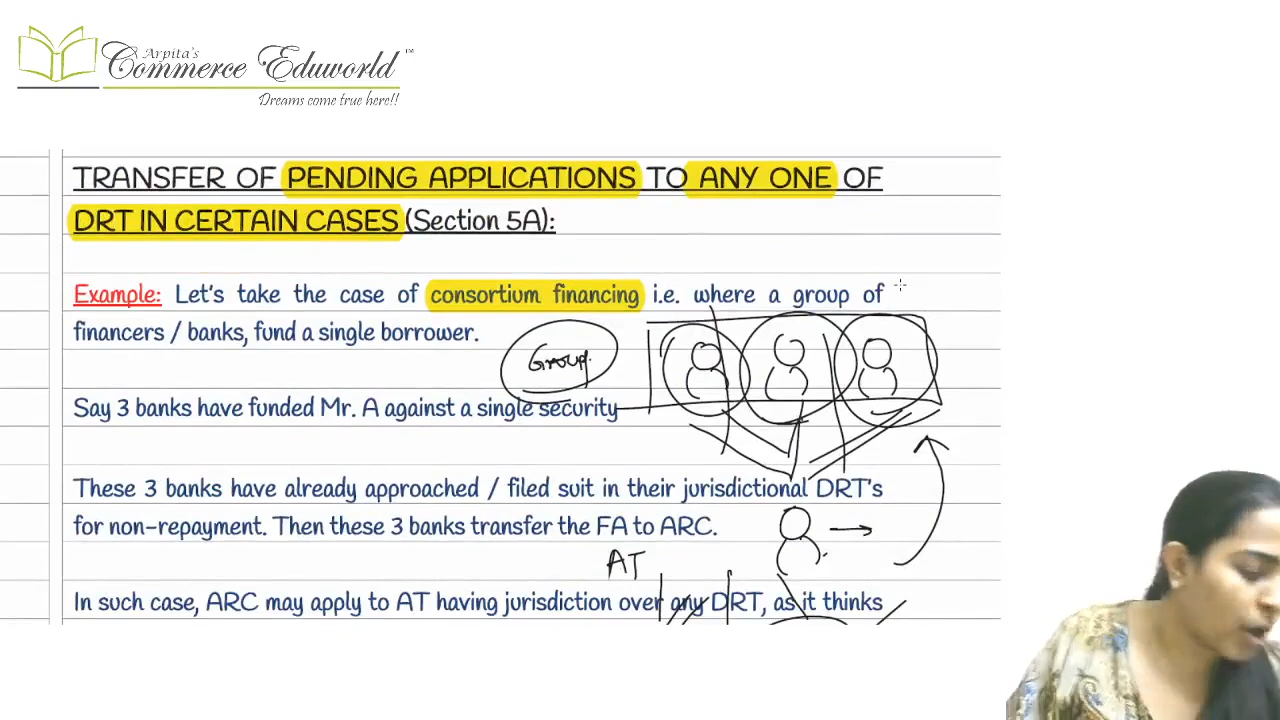 Arpita's
Commerce Eduworld™
Dreams come true here!!
TRANSFER OF PENDING APPLICATIONS TO ANY ONE OF
DRT IN CERTAIN CASES (Section 5A):
Example: Let's take the case of consortium financing i.e. where a group of
financers / banks, fund a single borrower.
Group
Say 3 banks have funded Mr. A against a single security
These 3 banks have already approached / filed suit in their jurisdictional DRT's
for non-repayment. Then these 3 banks transfer the FA to ARC.
AT
In such case, ARC may apply to AT having jurisdiction over any DRT, as it thinks